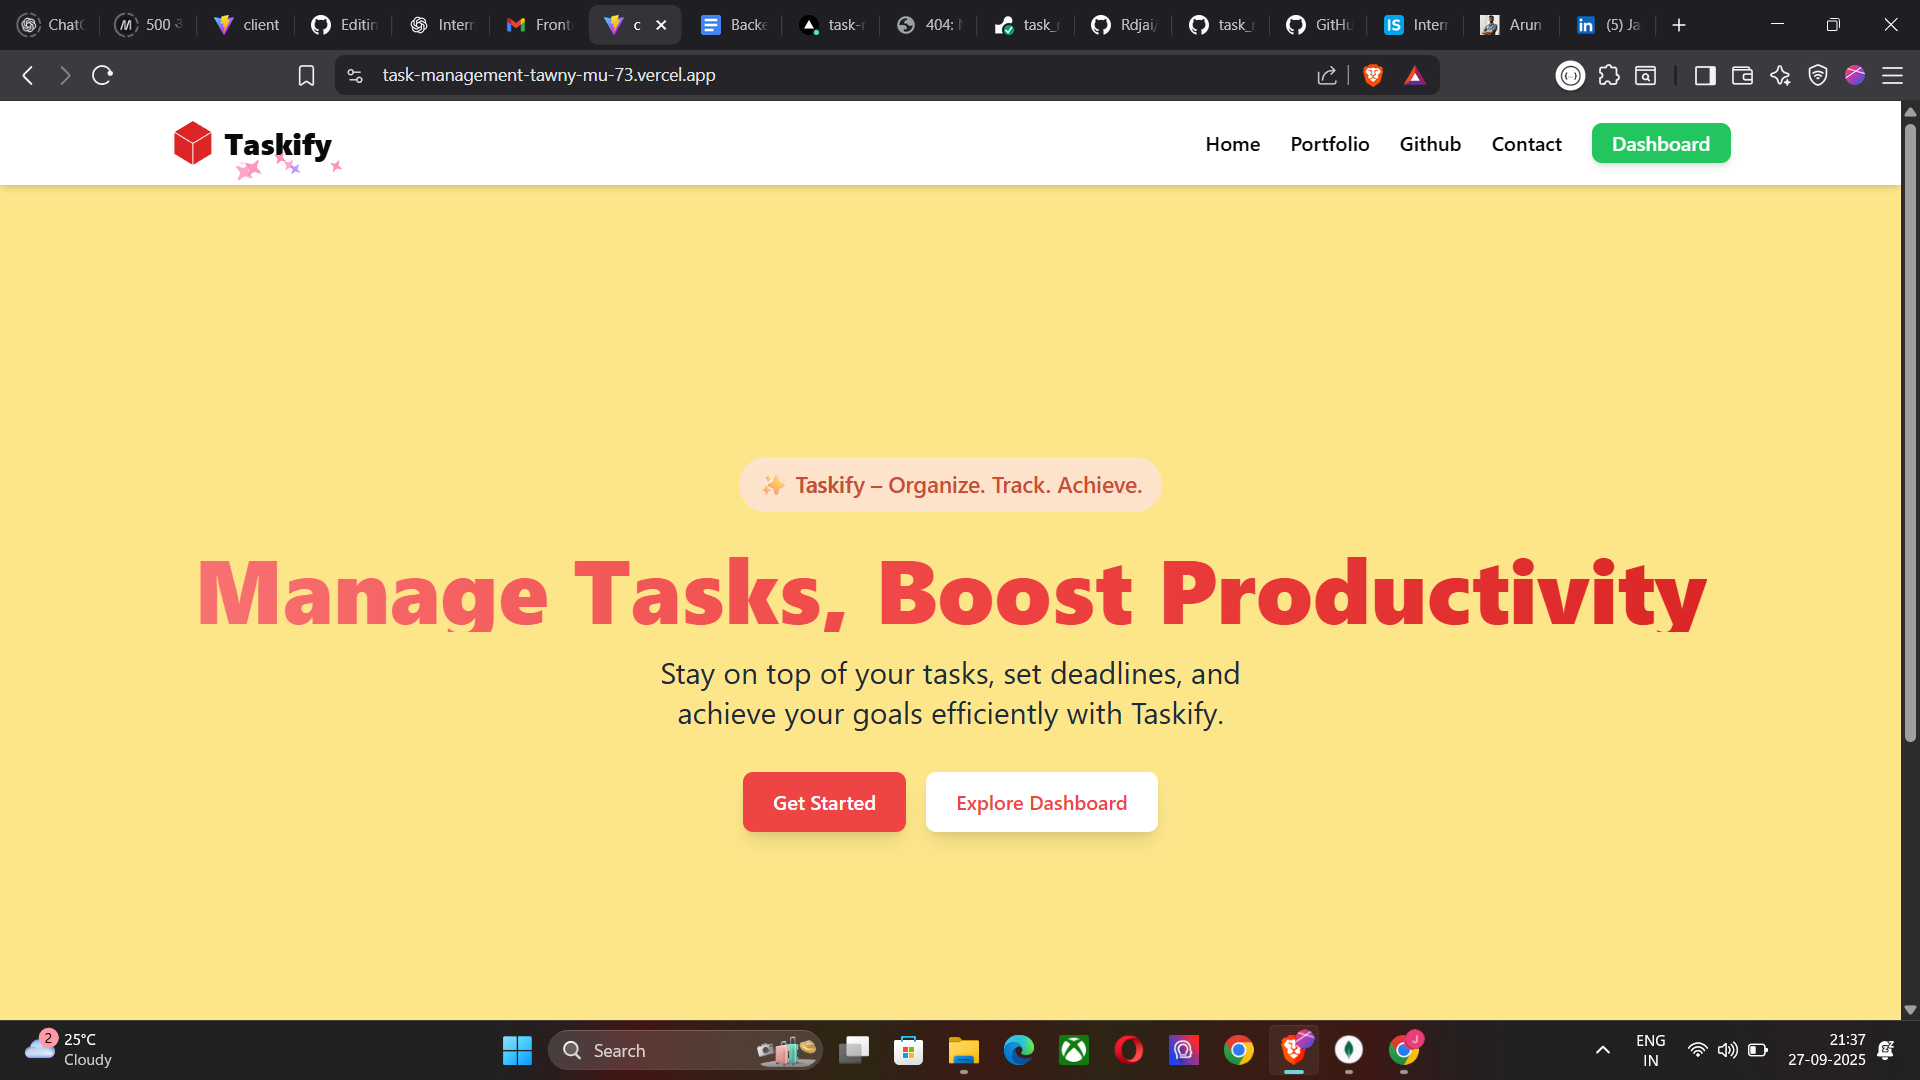 ChatG
500
client
Editin
Intern
Front
c
Backe
task-r
404: N
task_r
Rdjai/
task_r
GitHu
Intern
Arun
(5) Ja
task-management-tawny-mu-73.vercel.app
Taskify
Home
Portfolio
Github
Contact
Dashboard
✨ Taskify – Organize. Track. Achieve.
Manage Tasks, Boost Productivity
Stay on top of your tasks, set deadlines, and
achieve your goals efficiently with Taskify.
Get Started
Explore Dashboard
2
25°C
Cloudy
Search
J
ENG
IN
21:37
27-09-2025